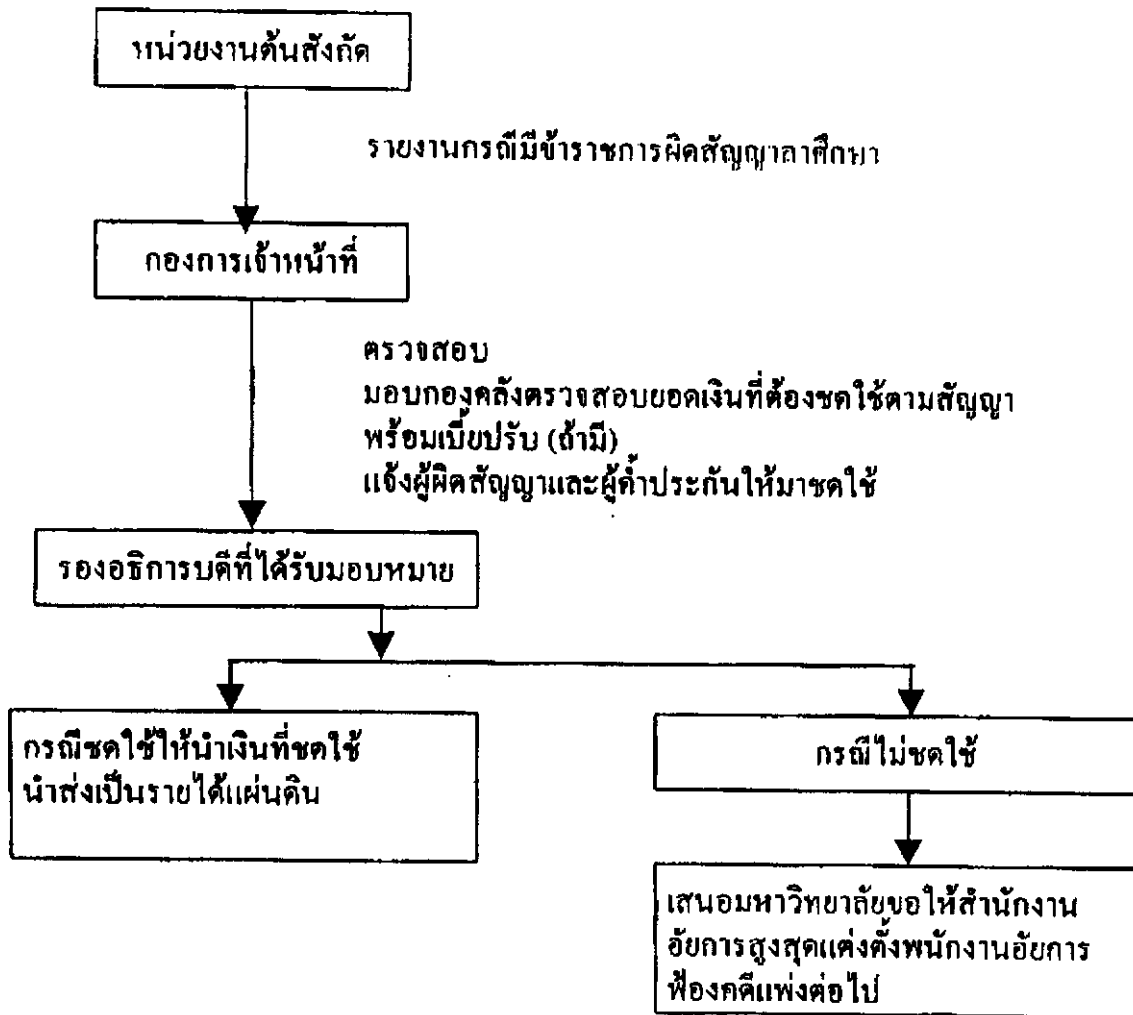 หน่วยงานต้นสังกัด
รายงานกรณีมีข้าราชการผิดสัญญาลาศึกษา
กองการเจ้าหน้าที่
ตรวจสอบ
มอบกองคลังตรวจสอบยอดเงินที่ต้องชดใช้ตามสัญญา
พร้อมเบี้ยปรับ (ถ้ามี)
แจ้งผู้ผิดสัญญาและผู้ค้ำประกันให้มาชดใช้
รองอธิการบดีที่ได้รับมอบหมาย
กรณีชดใช้ให้นำเงินที่ชดใช้
นำส่งเป็นรายได้แผ่นดิน
กรณีไม่ชดใช้
เสนอมหาวิทยาลัยขอให้สำนักงาน
อัยการสูงสุดแต่งตั้งพนักงานอัยการ
ฟ้องคดีแพ่งต่อไป